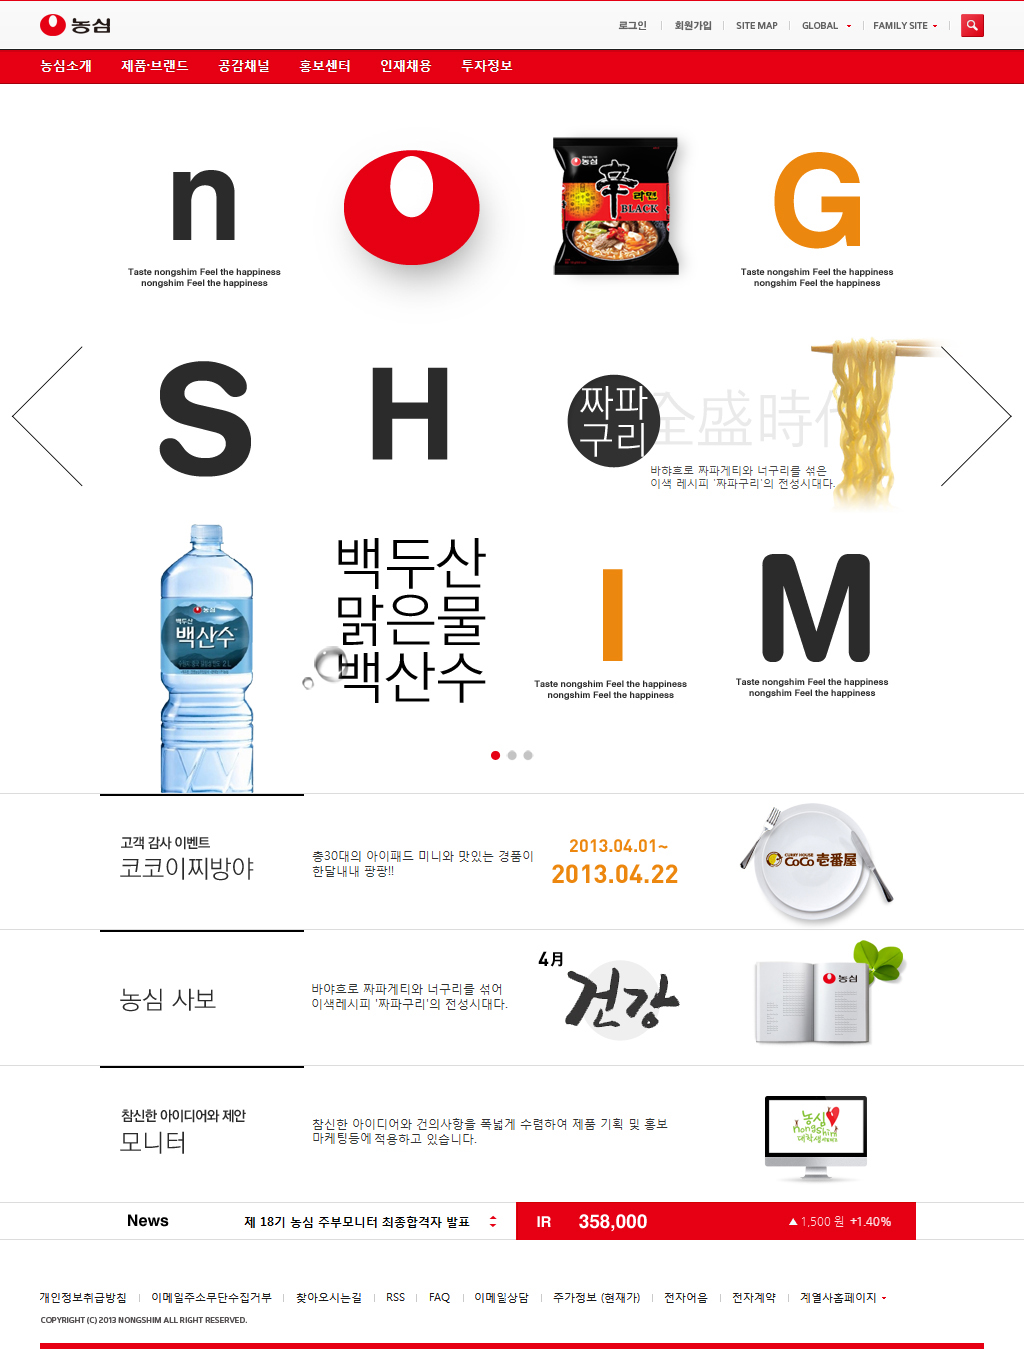 농심
로그인 회원가입 SITE MAP GLOBAL FAMILY SITE
농심소개 제품·브랜드 공감채널 홍보센터 인재채용 투자정보
n
Taste nongshim Feel the happiness
nongshim Feel the happiness
농심
辛
라면
BLACK
G
Taste nongshim Feel the happiness
nongshim Feel the happiness
S
H
짜파
구리
全盛時代
바햐흐로 짜파게티와 너구리를 섞은
이색 레시피 '짜파구리'의 전성시대다.
농심
백두산
백산수
백두산
맑은물
백산수
I
Taste nongshim Feel the happiness
nongshim Feel the happiness
M
Taste nongshim Feel the happiness
nongshim Feel the happiness
고객 감사 이벤트
코코이찌방야
총30대의 아이패드 미니와 맛있는 경품이
한달내내 팡팡!!
2013.04.01~
2013.04.22
CURRY HOUSE
CoCo 壱番屋
농심 사보
바야흐로 짜파게티와 너구리를 섞어
이색레시피 '짜파구리'의 전성시대다.
4月
건강
농심
참신한 아이디어와 제안
모니터
참신한 아이디어와 건의사항을 폭넓게 수렴하여 제품 기획 및 홍보
마케팅등에 적용하고 있습니다.
농심
Nongshim
News 제 18기 농심 주부모니터 최종합격자 발표 IR 358,000 ▲ 1,500 원 +1.40%
개인정보취급방침 이메일주소무단수집거부 찾아오시는길 RSS FAQ 이메일상담 주가정보 (현재가) 전자어음 전자계약 계열사홈페이지
COPYRIGHT (C) 2013 NONGSHIM ALL RIGHT RESERVED.